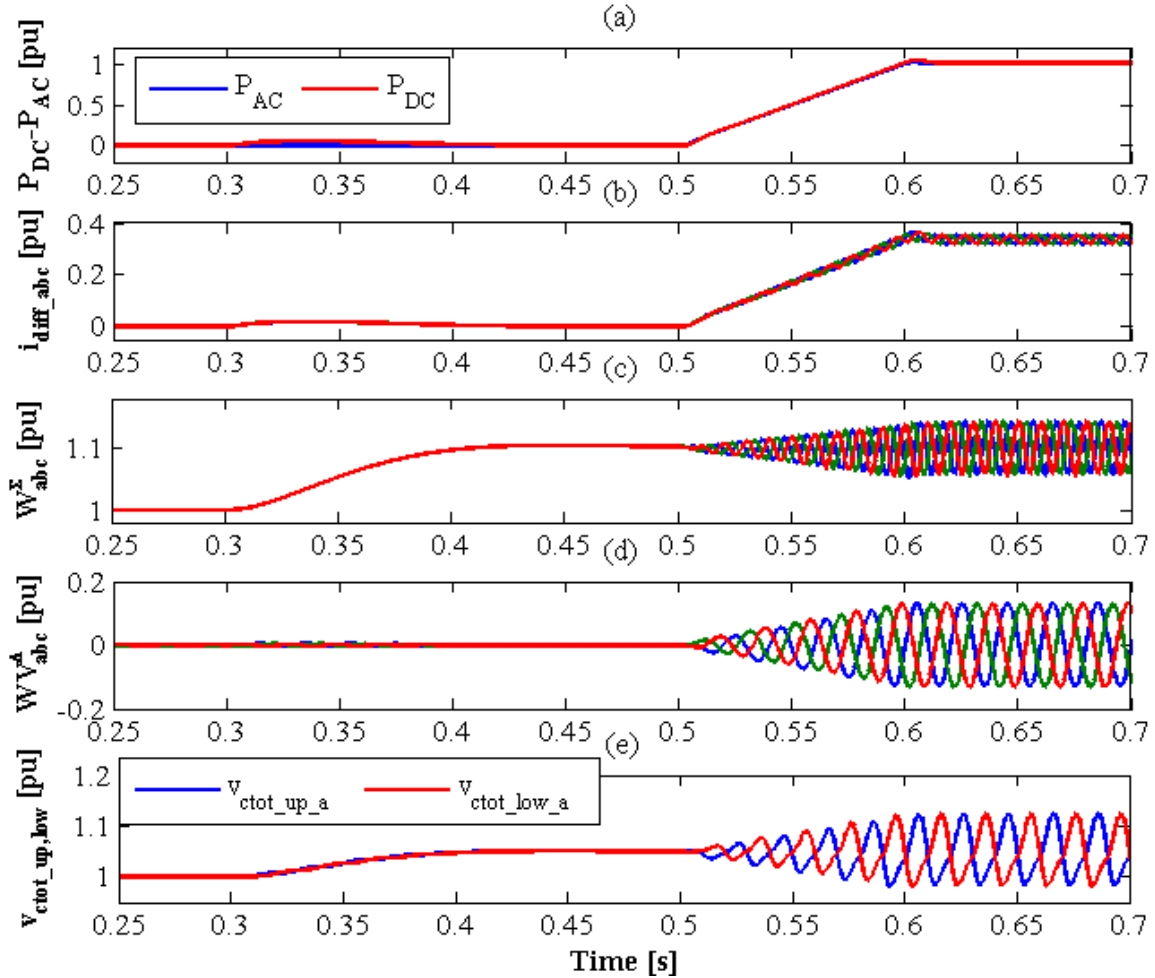 (a)
P_DC-P_AC [pu]
1
0.5
0
P_AC
P_DC
0.25 0.3 0.35 0.4 0.45 0.5 0.55 0.6 0.65 0.7
(b)
i_diff_abc [pu]
0.4
0.2
0
0.25 0.3 0.35 0.4 0.45 0.5 0.55 0.6 0.65 0.7
(c)
W^Σ_abc [pu]
1.1
1
0.25 0.3 0.35 0.4 0.45 0.5 0.55 0.6 0.65 0.7
(d)
W^Δ_abc [pu]
0.2
0
-0.2
0.25 0.3 0.35 0.4 0.45 0.5 0.55 0.6 0.65 0.7
(e)
v_ctot_up,low [pu]
1.2
1.1
1
v_ctot_up_a
v_ctot_low_a
0.25 0.3 0.35 0.4 0.45 0.5 0.55 0.6 0.65 0.7
Time [s]